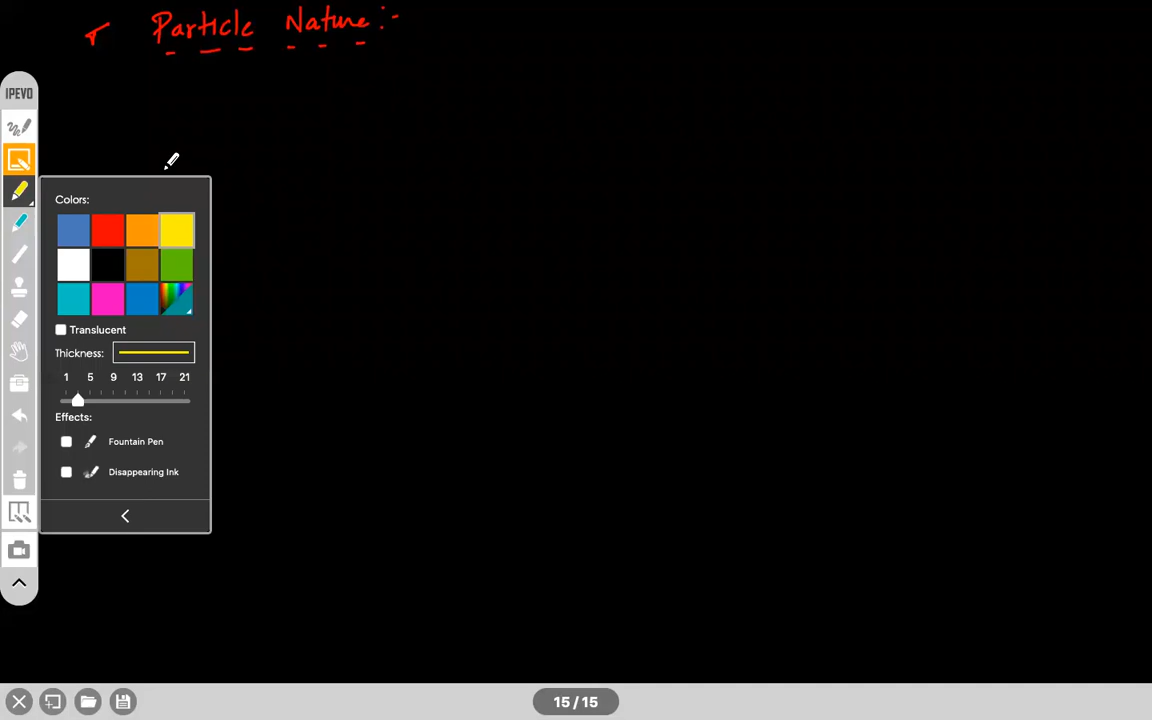 Particle Nature :-
IPEVO
Colors:
Translucent
Thickness:
1 5 9 13 17 21
Effects:
Fountain Pen
Disappearing Ink
15 / 15